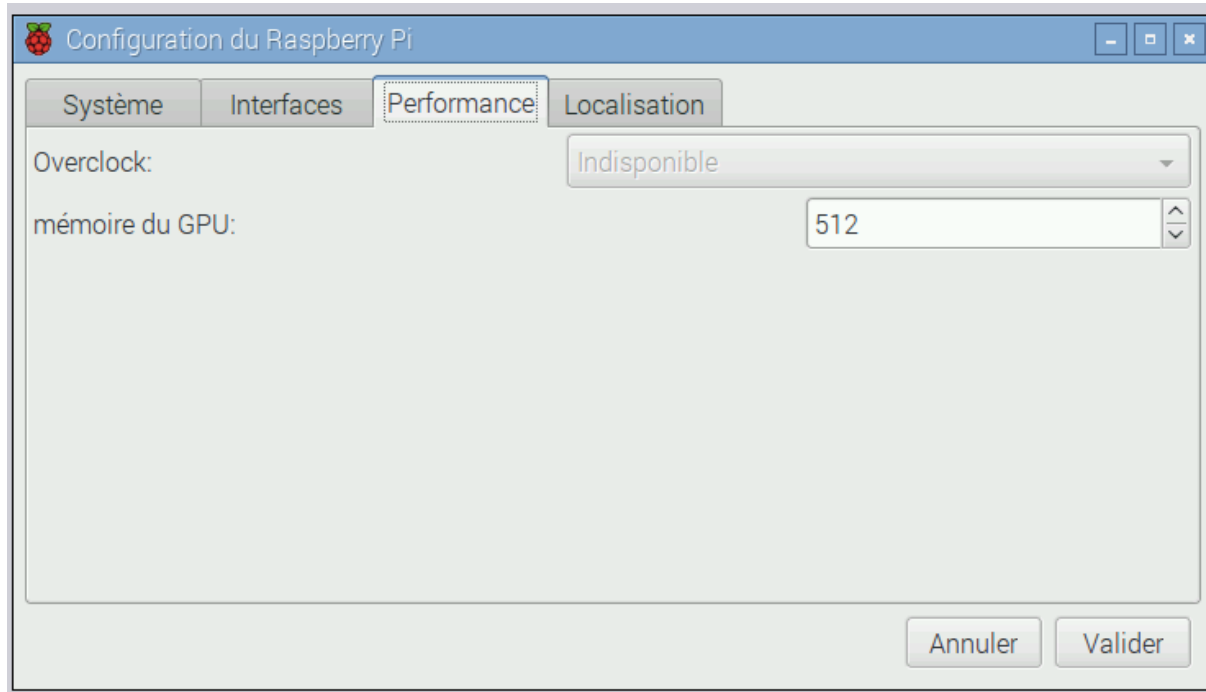 Configuration du Raspberry Pi
Système Interfaces Performance Localisation
Overclock: Indisponible
mémoire du GPU: 512
Annuler Valider